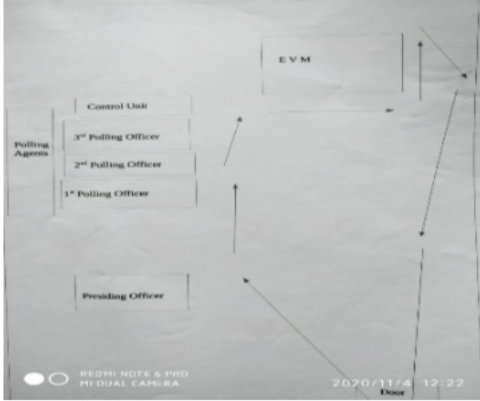 E V M
Control Unit
Polling
Agents
3rd Polling Officer
2nd Polling Officer
1st Polling Officer
Presiding Officer
REDMI NOTE 6 PRO
MI DUAL CAMERA
2020/11/4 12:22
Door